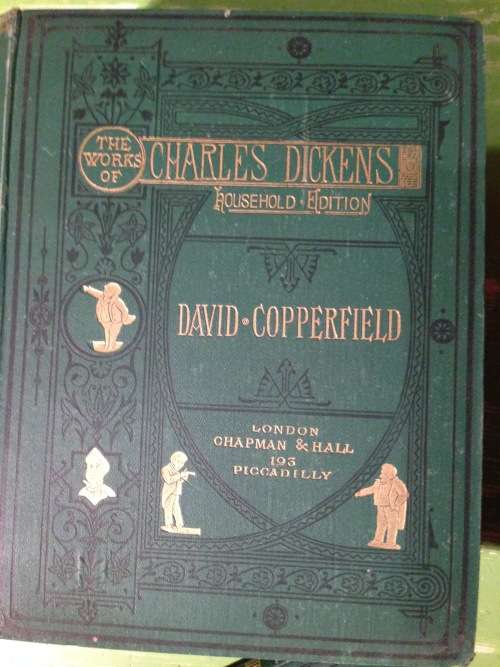 THE
WORKS
OF
CHARLES DICKENS
HOUSEHOLD • EDITION
DAVID • COPPERFIELD
LONDON
CHAPMAN & HALL
193
PICCADILLY